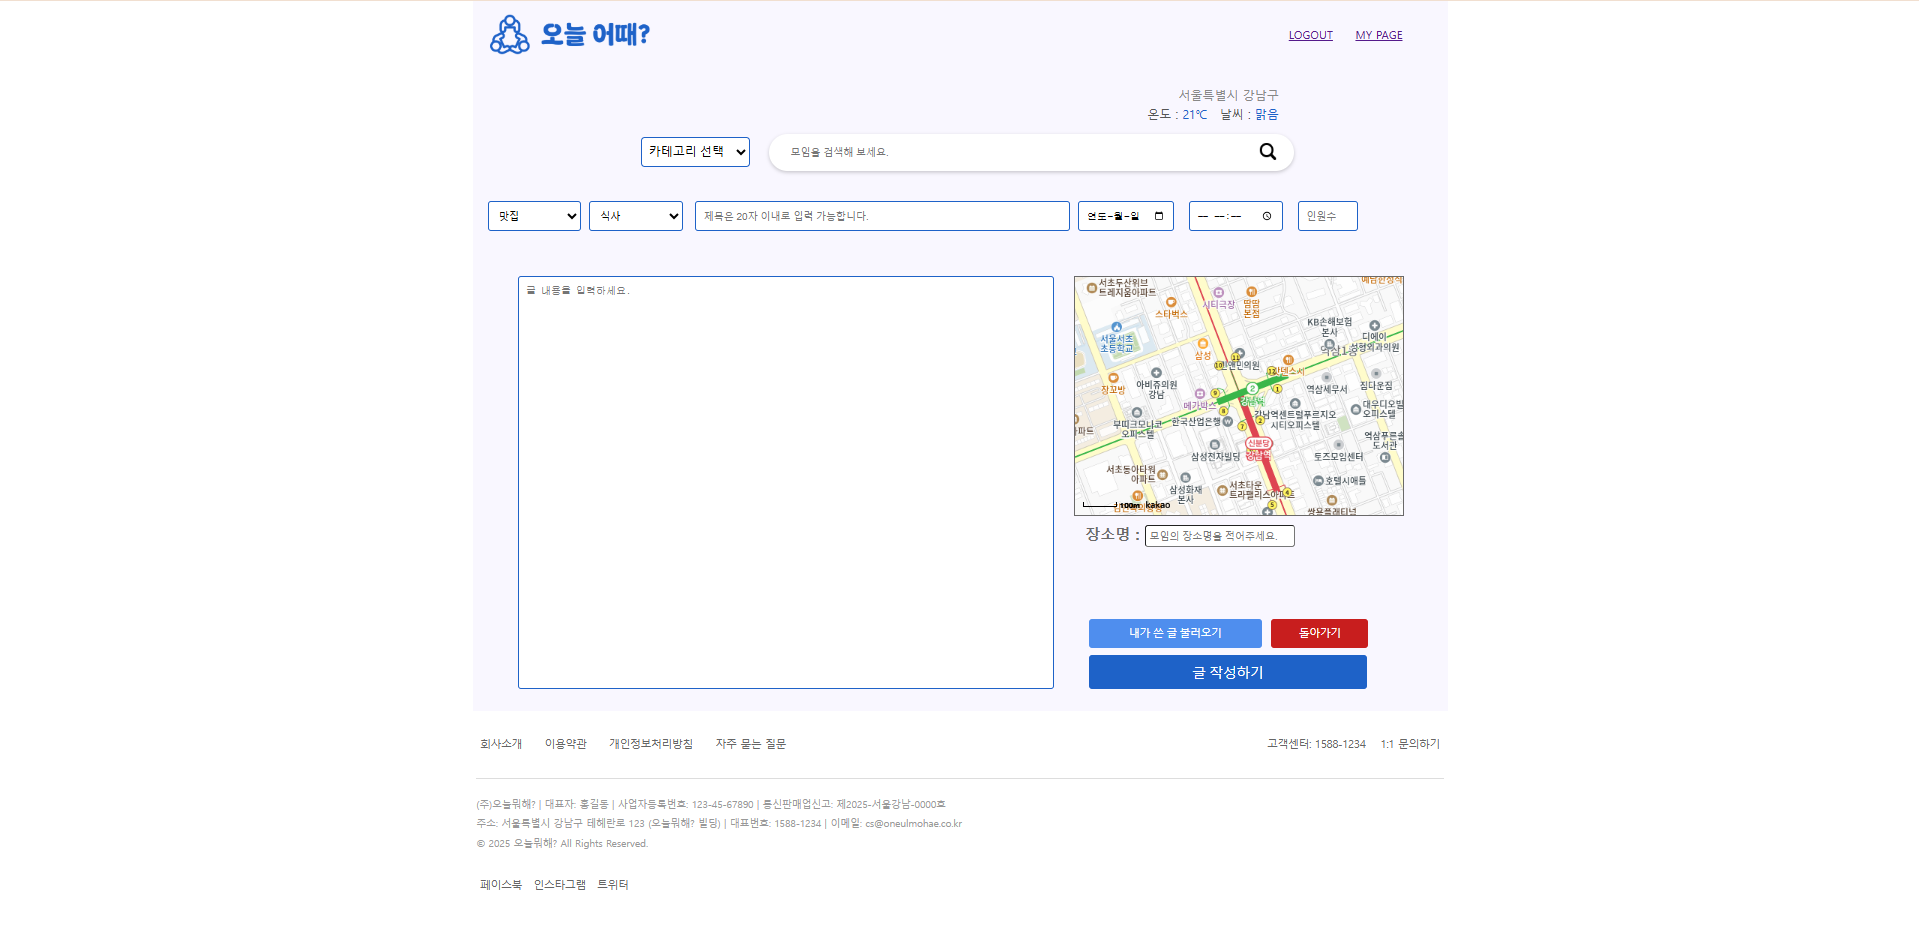 오늘 어때?
LOGOUT MY PAGE
서울특별시 강남구
온도 : 21℃ 날씨 : 맑음
카테고리 선택 모임을 검색해 보세요.
맛집 식사 제목은 20자 이내로 입력 가능합니다. 연도-월-일 -- --:-- 인원수
글 내용을 입력하세요.
서초두산위브
트레지움아파트
시티극장
땀땀
본점
스타벅스
KB손해보험
본사
디에이
성형외과의원
역삼1동
서울서초
초등학교
삼성
장꼬방
아비쥬의원
강남
역삼세무서
짐다운짐
메가박스
강남역
부띠크모나코
오피스텔
한국산업은행
강남역센트럴푸르지오
시티오피스텔
대우디오빌
오피스텔
신분당
강남역
역삼푸른솔
도서관
삼성전자빌딩
토즈모임센터
서초동아타워
아파트
삼성화재
본사
서초타운
트라팰리스아파트
호텔시애틀
쌍용플래티넘
100m kakao
장소명 : 모임의 장소명을 적어주세요.
내가 쓴 글 불러오기 돌아가기
글 작성하기
회사소개 이용약관 개인정보처리방침 자주 묻는 질문 고객센터: 1588-1234 1:1 문의하기
(주)오늘뭐해? | 대표자: 홍길동 | 사업자등록번호: 123-45-67890 | 통신판매업신고: 제2025-서울강남-0000호
주소: 서울특별시 강남구 테헤란로 123 (오늘뭐해? 빌딩) | 대표번호: 1588-1234 | 이메일: cs@oneulmohae.co.kr
© 2025 오늘뭐해? All Rights Reserved.
페이스북 인스타그램 트위터